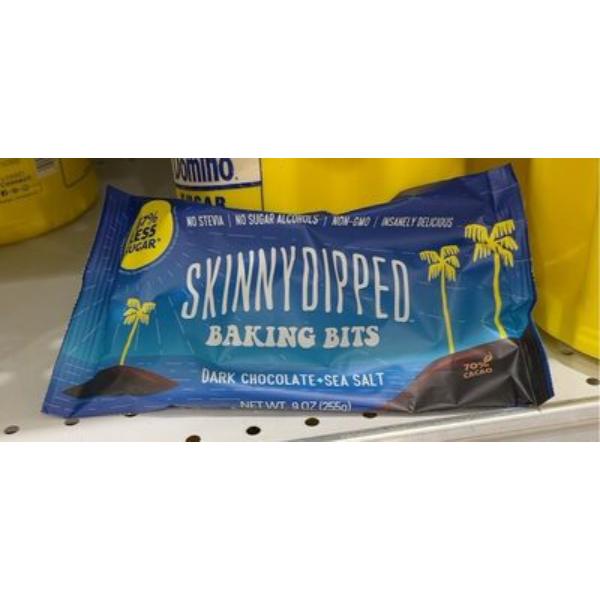 Domino
SUGAR
LESS
SUGAR*
NO STEVIA | NO SUGAR ALCOHOLS | NON-GMO | INSANELY DELICIOUS
SKINNYDIPPED
BAKING BITS
DARK CHOCOLATE+SEA SALT
NET WT. 9 OZ (255g)
70%
CACAO